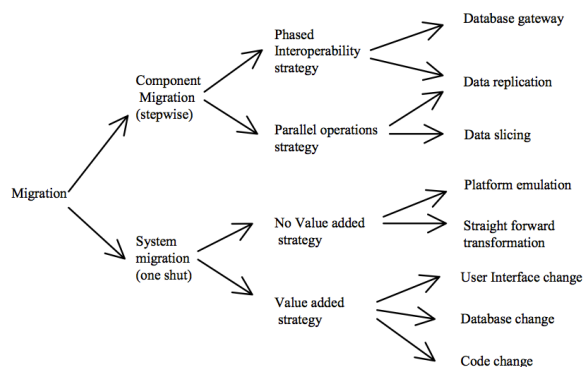 Migration
Component
Migration
(stepwise)
System
migration
(one shut)
Phased
Interoperability
strategy
Parallel operations
strategy
No Value added
strategy
Value added
strategy
Database gateway
Data replication
Data slicing
Platform emulation
Straight forward
transformation
User Interface change
Database change
Code change